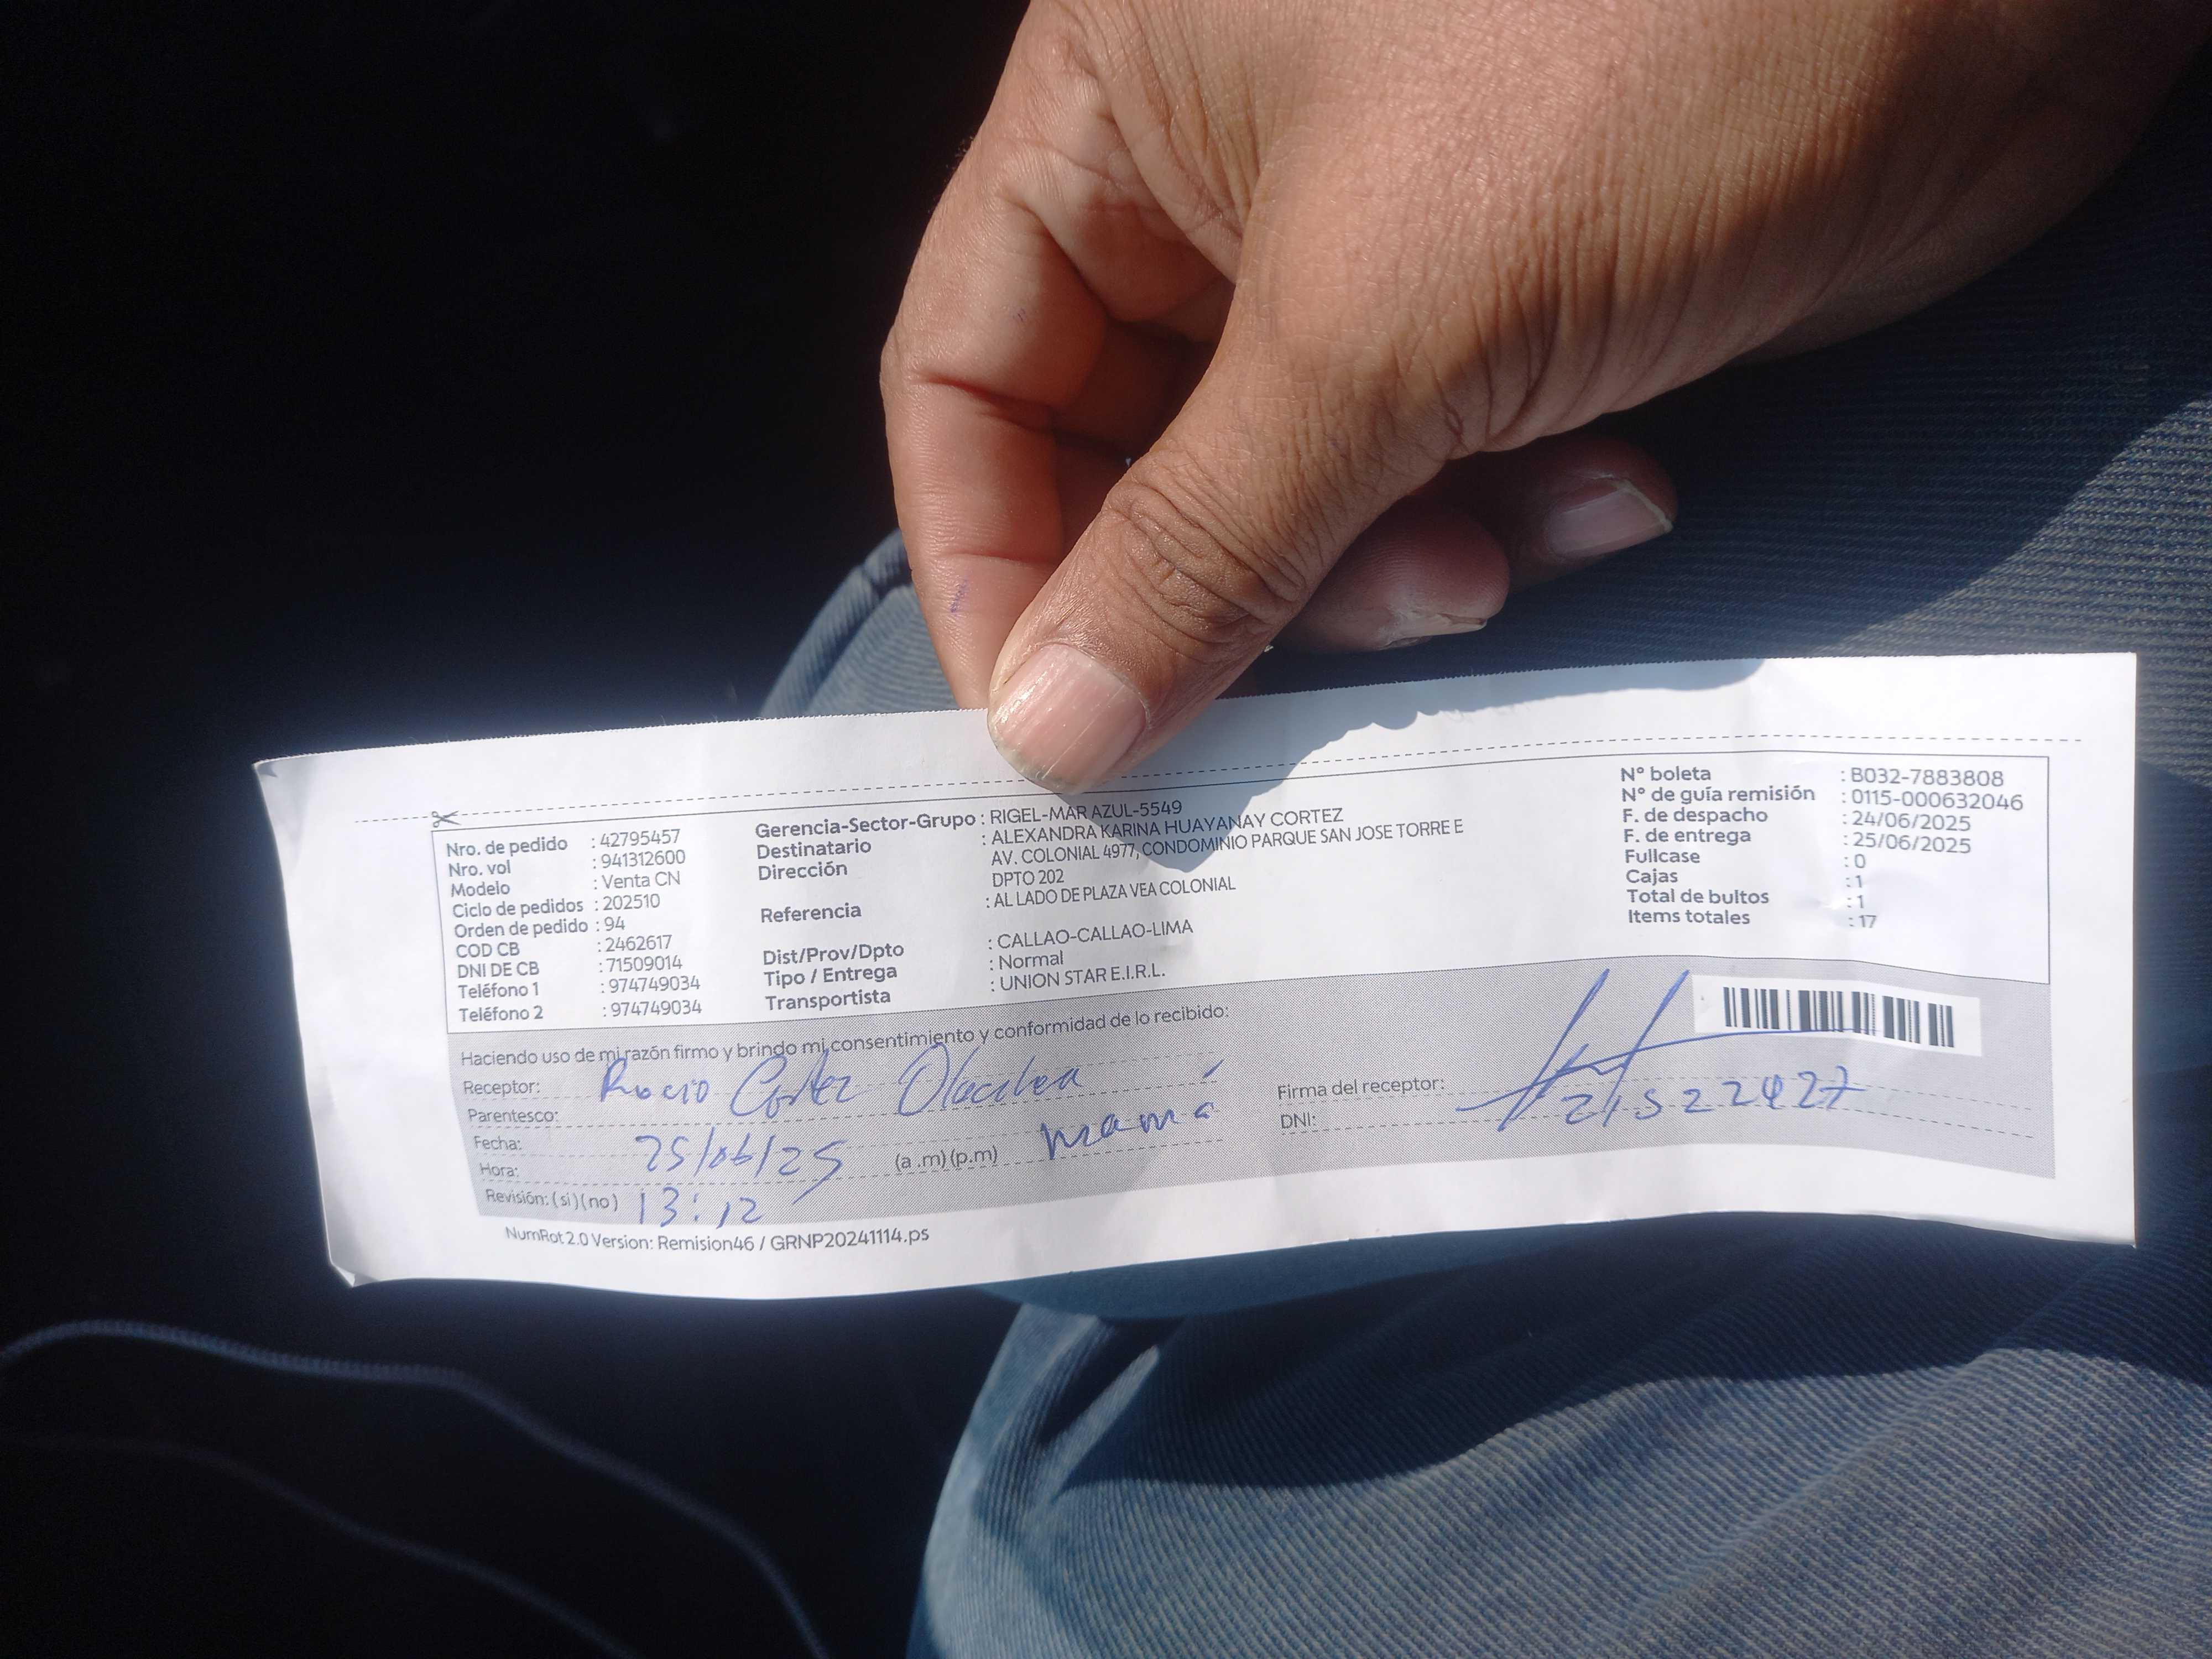 Nro. de pedido : 42795457
Nro. vol : 941312600
Modelo : Venta CN
Ciclo de pedidos : 202510
Orden de pedido : 94
COD CB : 2462617
DNI DE CB : 71509014
Teléfono 1 : 974749034
Teléfono 2 : 974749034
Gerencia-Sector-Grupo : RIGEL-MAR AZUL-5549
Destinatario : ALEXANDRA KARINA HUAYANAY CORTEZ
Dirección AV. COLONIAL 4977, CONDOMINIO PARQUE SAN JOSE TORRE E
DPTO 202
Referencia : AL LADO DE PLAZA VEA COLONIAL
Dist/Prov/Dpto : CALLAO-CALLAO-LIMA
Tipo / Entrega : Normal
Transportista : UNION STAR E.I.R.L.
Nº boleta : B032-7883808
Nº de guía remisión : 0115-000632046
F. de despacho : 24/06/2025
F. de entrega : 25/06/2025
Fullcase : 0
Cajas : 1
Total de bultos : 1
Items totales : 17
Haciendo uso de mi razón firmo y brindo mi consentimiento y conformidad de lo recibido:
Receptor: Rocio Cortez
Parentesco: mamá
Fecha: 25/06/25
Hora: 13:12 (a .m) (p.m)
Revisión: (si) (no)
Firma del receptor:
DNI: 21522427
NumRot 2.0 Version: Remision46 / GRNP20241114.ps